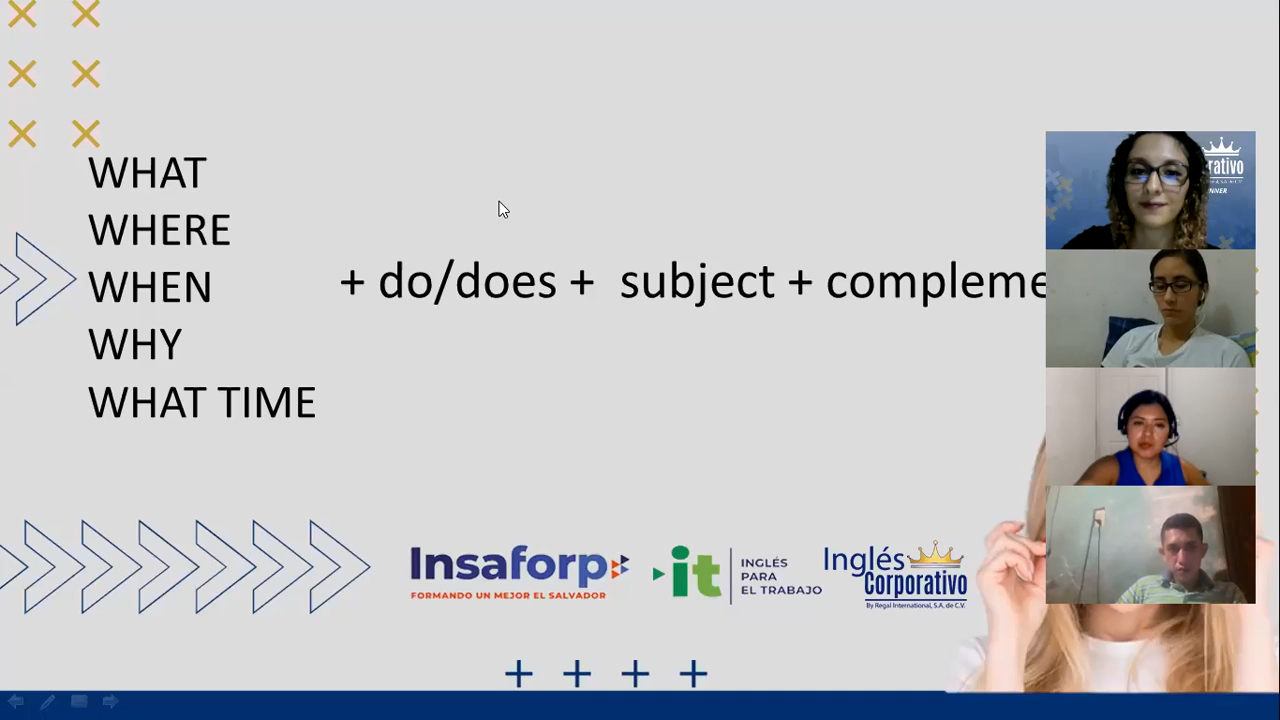 WHAT
WHERE
WHEN
WHY
WHAT TIME
+ do/does + subject + compleme
Insaforp
FORMANDO UN MEJOR EL SALVADOR
it
INGLÉS
PARA
EL TRABAJO
Inglés
Corporativo
By Regal International, S.A. de C.V.
rativo